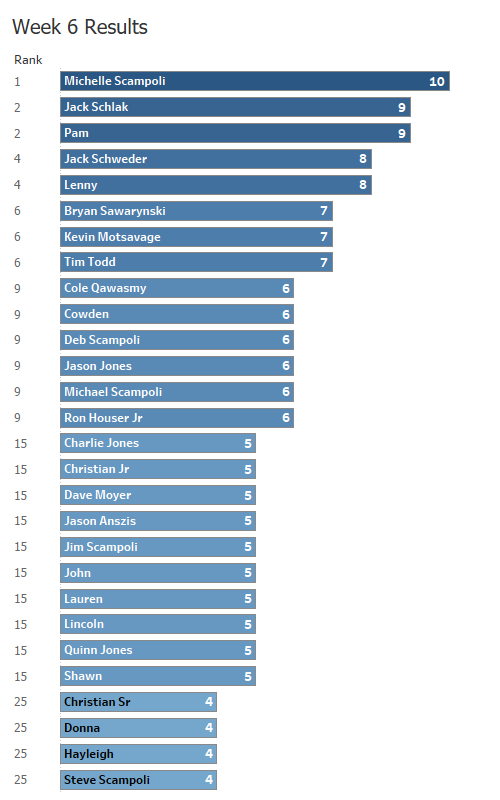 Week 6 Results
Rank
1 Michelle Scampoli 10
2 Jack Schlak 9
2 Pam 9
4 Jack Schweder 8
4 Lenny 8
6 Bryan Sawarynski 7
6 Kevin Motsavage 7
6 Tim Todd 7
9 Cole Qawasmy 6
9 Cowden 6
9 Deb Scampoli 6
9 Jason Jones 6
9 Michael Scampoli 6
9 Ron Houser Jr 6
15 Charlie Jones 5
15 Christian Jr 5
15 Dave Moyer 5
15 Jason Anszis 5
15 Jim Scampoli 5
15 John 5
15 Lauren 5
15 Lincoln 5
15 Quinn Jones 5
15 Shawn 5
25 Christian Sr 4
25 Donna 4
25 Hayleigh 4
25 Steve Scampoli 4